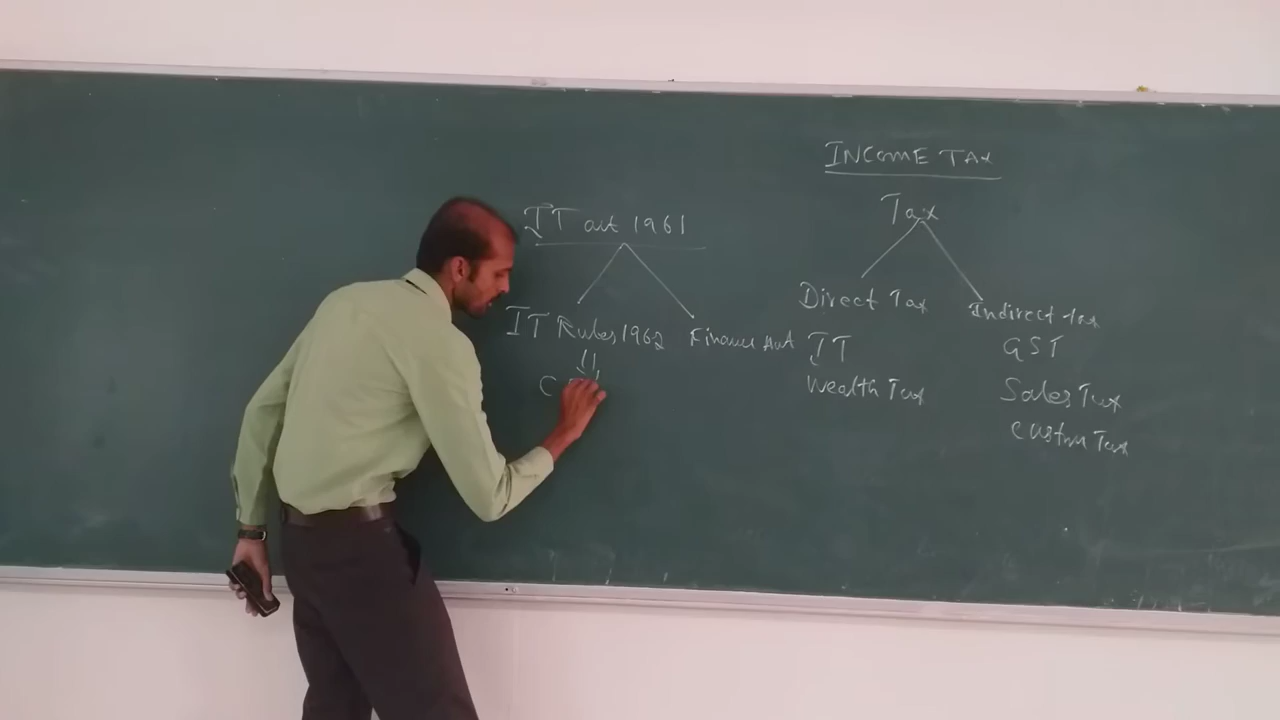 INCOME TAX
Tax
Direct Tax
Indirect Tax
IT
GST
Wealth Tax
Sales Tax
Custom Tax
IT act 1961
IT Rules 1962
Finance Act
C